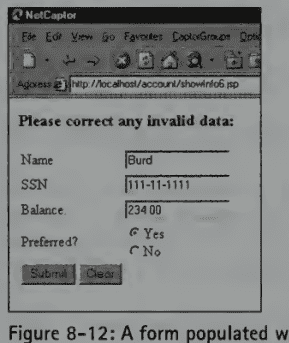 NetCaptor
File Edit View Go Favorites CaptorGroups Optio
Address http://localhost/account/showInfo6.jsp
Please correct any invalid data:
Name Burd
SSN 111-11-1111
Balance 234.00
Preferred? Yes
No
Submit Clear
Figure 8-12: A form populated w